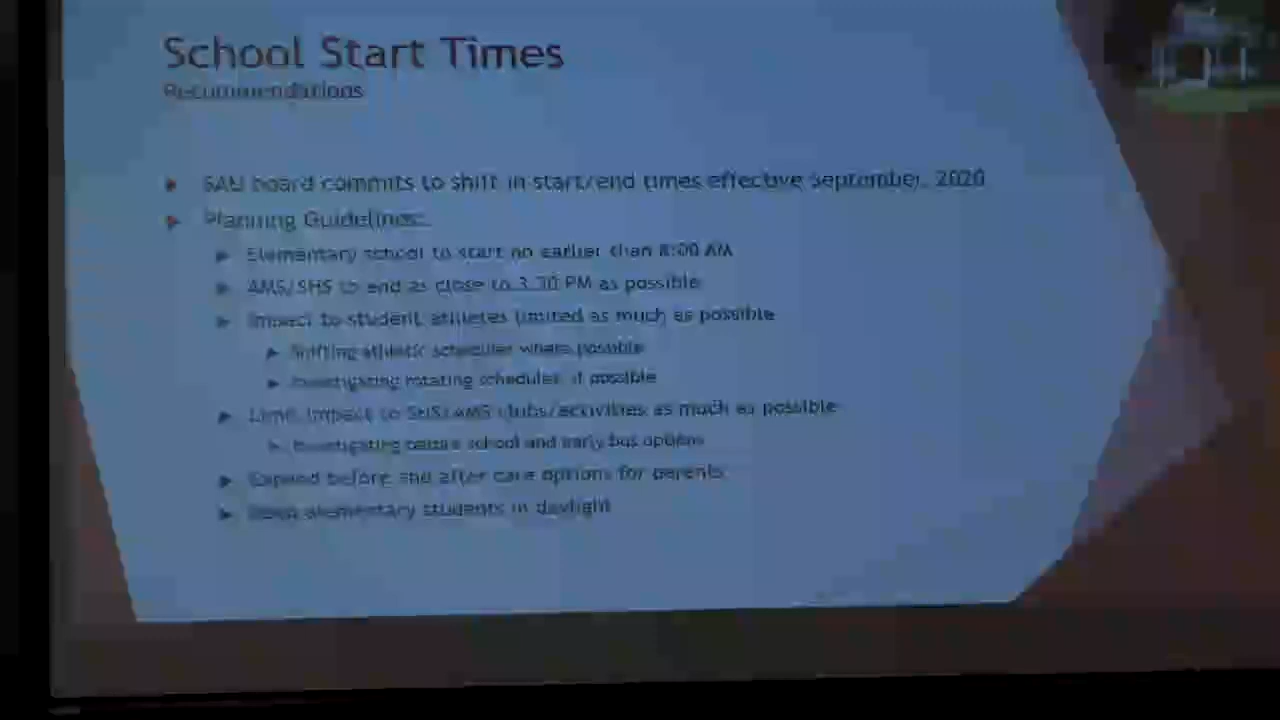 School Start Times
Recommendations
SAU board commits to shift in start/end times effective September, 2020
Planning Guidelines:
Elementary school to start no earlier than 8:00 AM
AMS/SHS to end as close to 3:30 PM as possible
Impact to student athletes limited as much as possible
Shifting athletic schedules where possible
Investigating rotating schedules, if possible
Limit impact to SHS/AMS clubs/activities as much as possible
Investigating before school and early bus options
Expand before and after care options for parents
Keep elementary students in daylight